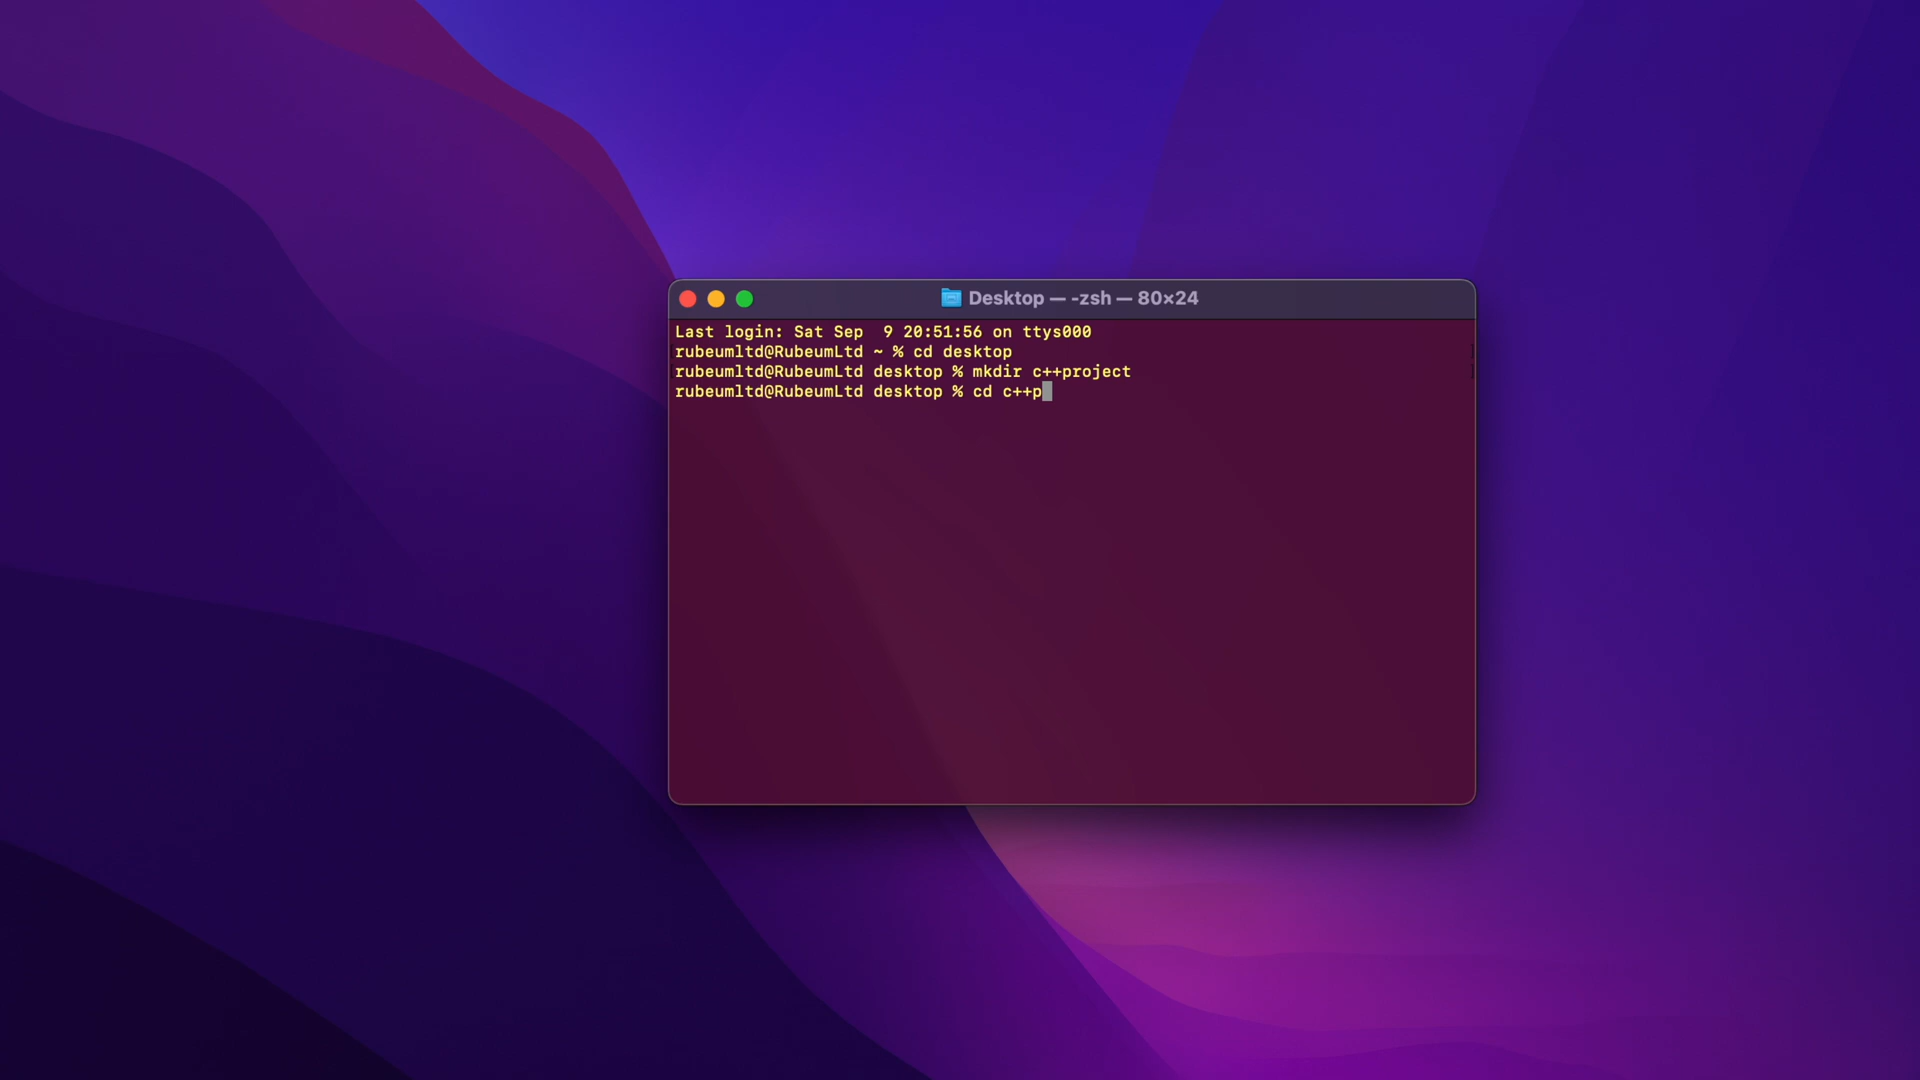 Desktop — -zsh — 80×24
Last login: Sat Sep  9 20:51:56 on ttys000
rubeumltd@RubeumLtd ~ % cd desktop
rubeumltd@RubeumLtd desktop % mkdir c++project
rubeumltd@RubeumLtd desktop % cd c++p